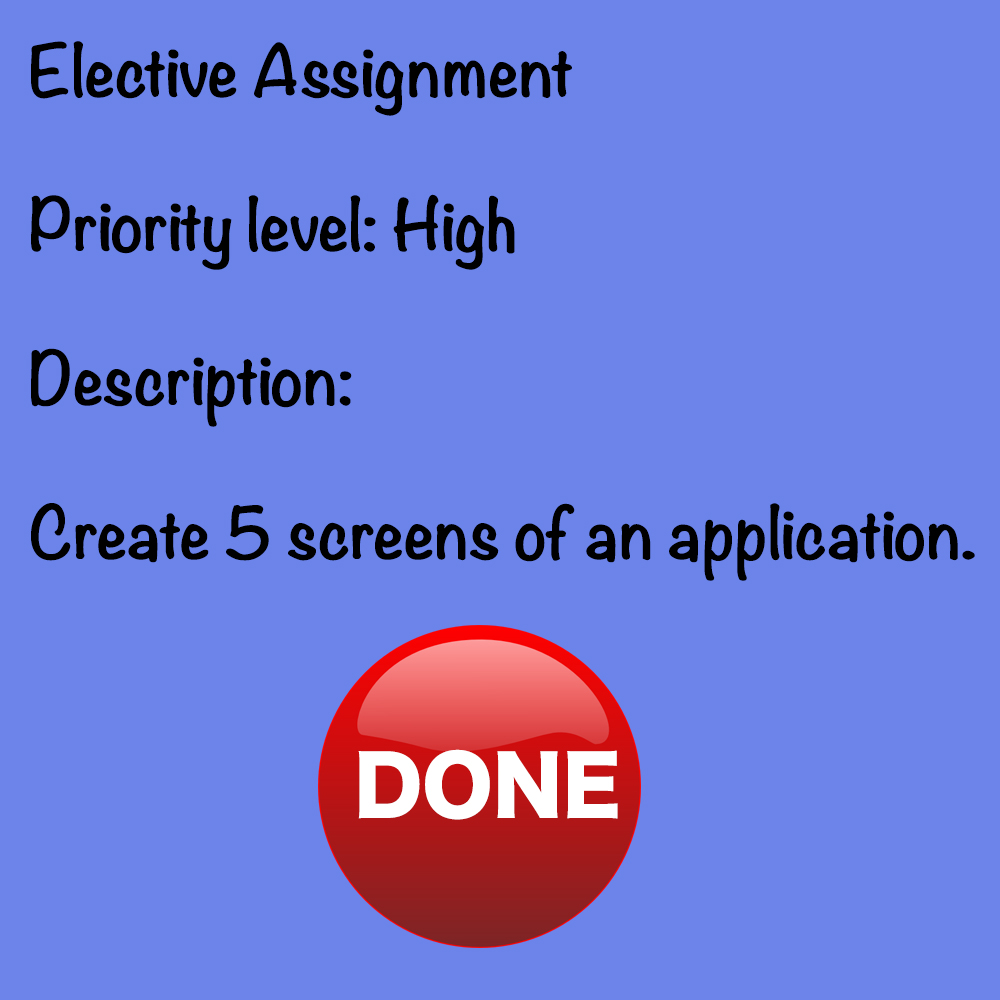 Elective Assignment
Priority level: High
Description:
Create 5 screens of an application.
DONE